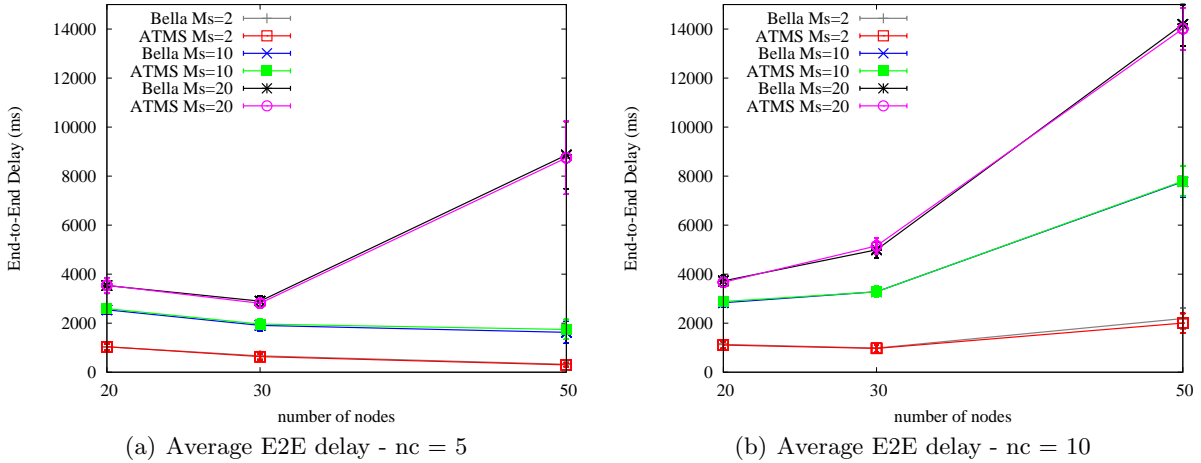 End-to-End Delay (ms)
14000
12000
10000
8000
6000
4000
2000
0
Bella Ms=2
ATMS Ms=2
Bella Ms=10
ATMS Ms=10
Bella Ms=20
ATMS Ms=20
20
30
50
number of nodes
(a) Average E2E delay - nc = 5
End-to-End Delay (ms)
14000
12000
10000
8000
6000
4000
2000
0
Bella Ms=2
ATMS Ms=2
Bella Ms=10
ATMS Ms=10
Bella Ms=20
ATMS Ms=20
20
30
50
number of nodes
(b) Average E2E delay - nc = 10